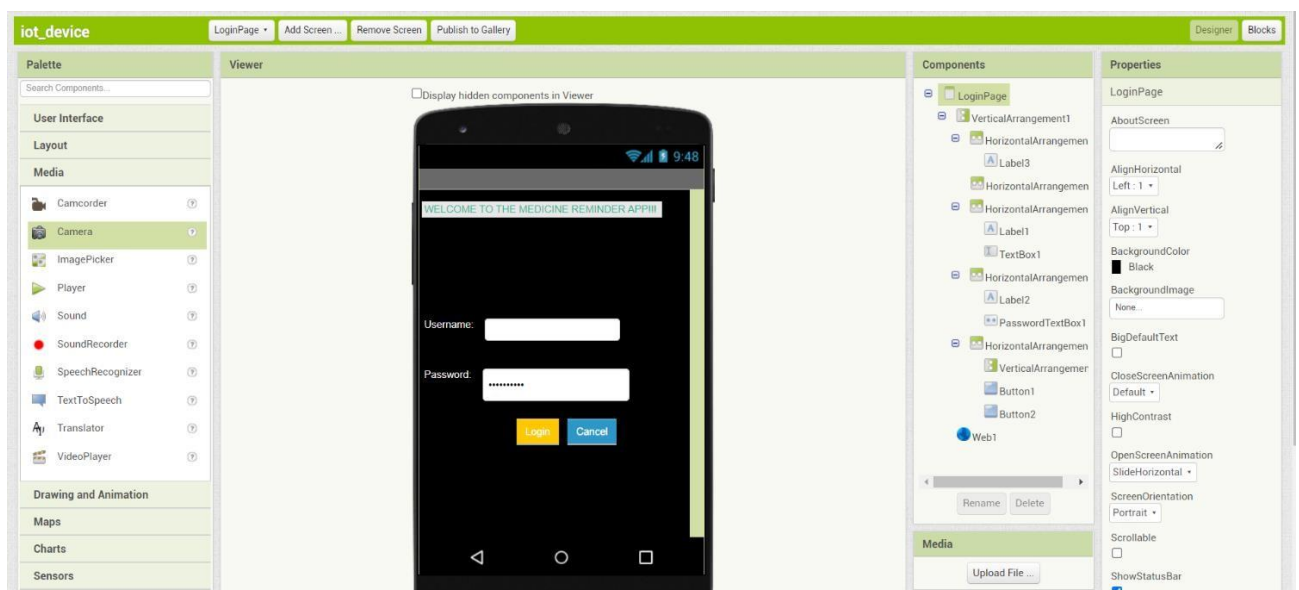 iot_device LoginPage Add Screen ... Remove Screen Publish to Gallery Designer Blocks
Palette
Search Components...
User Interface
Layout
Media
Camcorder
Camera
ImagePicker
Player
Sound
SoundRecorder
SpeechRecognizer
TextToSpeech
Translator
VideoPlayer
Drawing and Animation
Maps
Charts
Sensors
Viewer
Display hidden components in Viewer
9:48
WELCOME TO THE MEDICINE REMINDER APP!!!
Username:
Password:
Login Cancel
Components
LoginPage
VerticalArrangement1
HorizontalArrangemen
Label3
HorizontalArrangemen
HorizontalArrangemen
Label1
TextBox1
HorizontalArrangemen
Label2
PasswordTextBox1
HorizontalArrangemen
VerticalArrangemer
Button1
Button2
Web1
Rename Delete
Media
Upload File ...
Properties
LoginPage
AboutScreen
AlignHorizontal
Left : 1
AlignVertical
Top : 1
BackgroundColor
Black
BackgroundImage
None...
BigDefaultText
CloseScreenAnimation
Default
HighContrast
OpenScreenAnimation
SlideHorizontal
ScreenOrientation
Portrait
Scrollable
ShowStatusBar